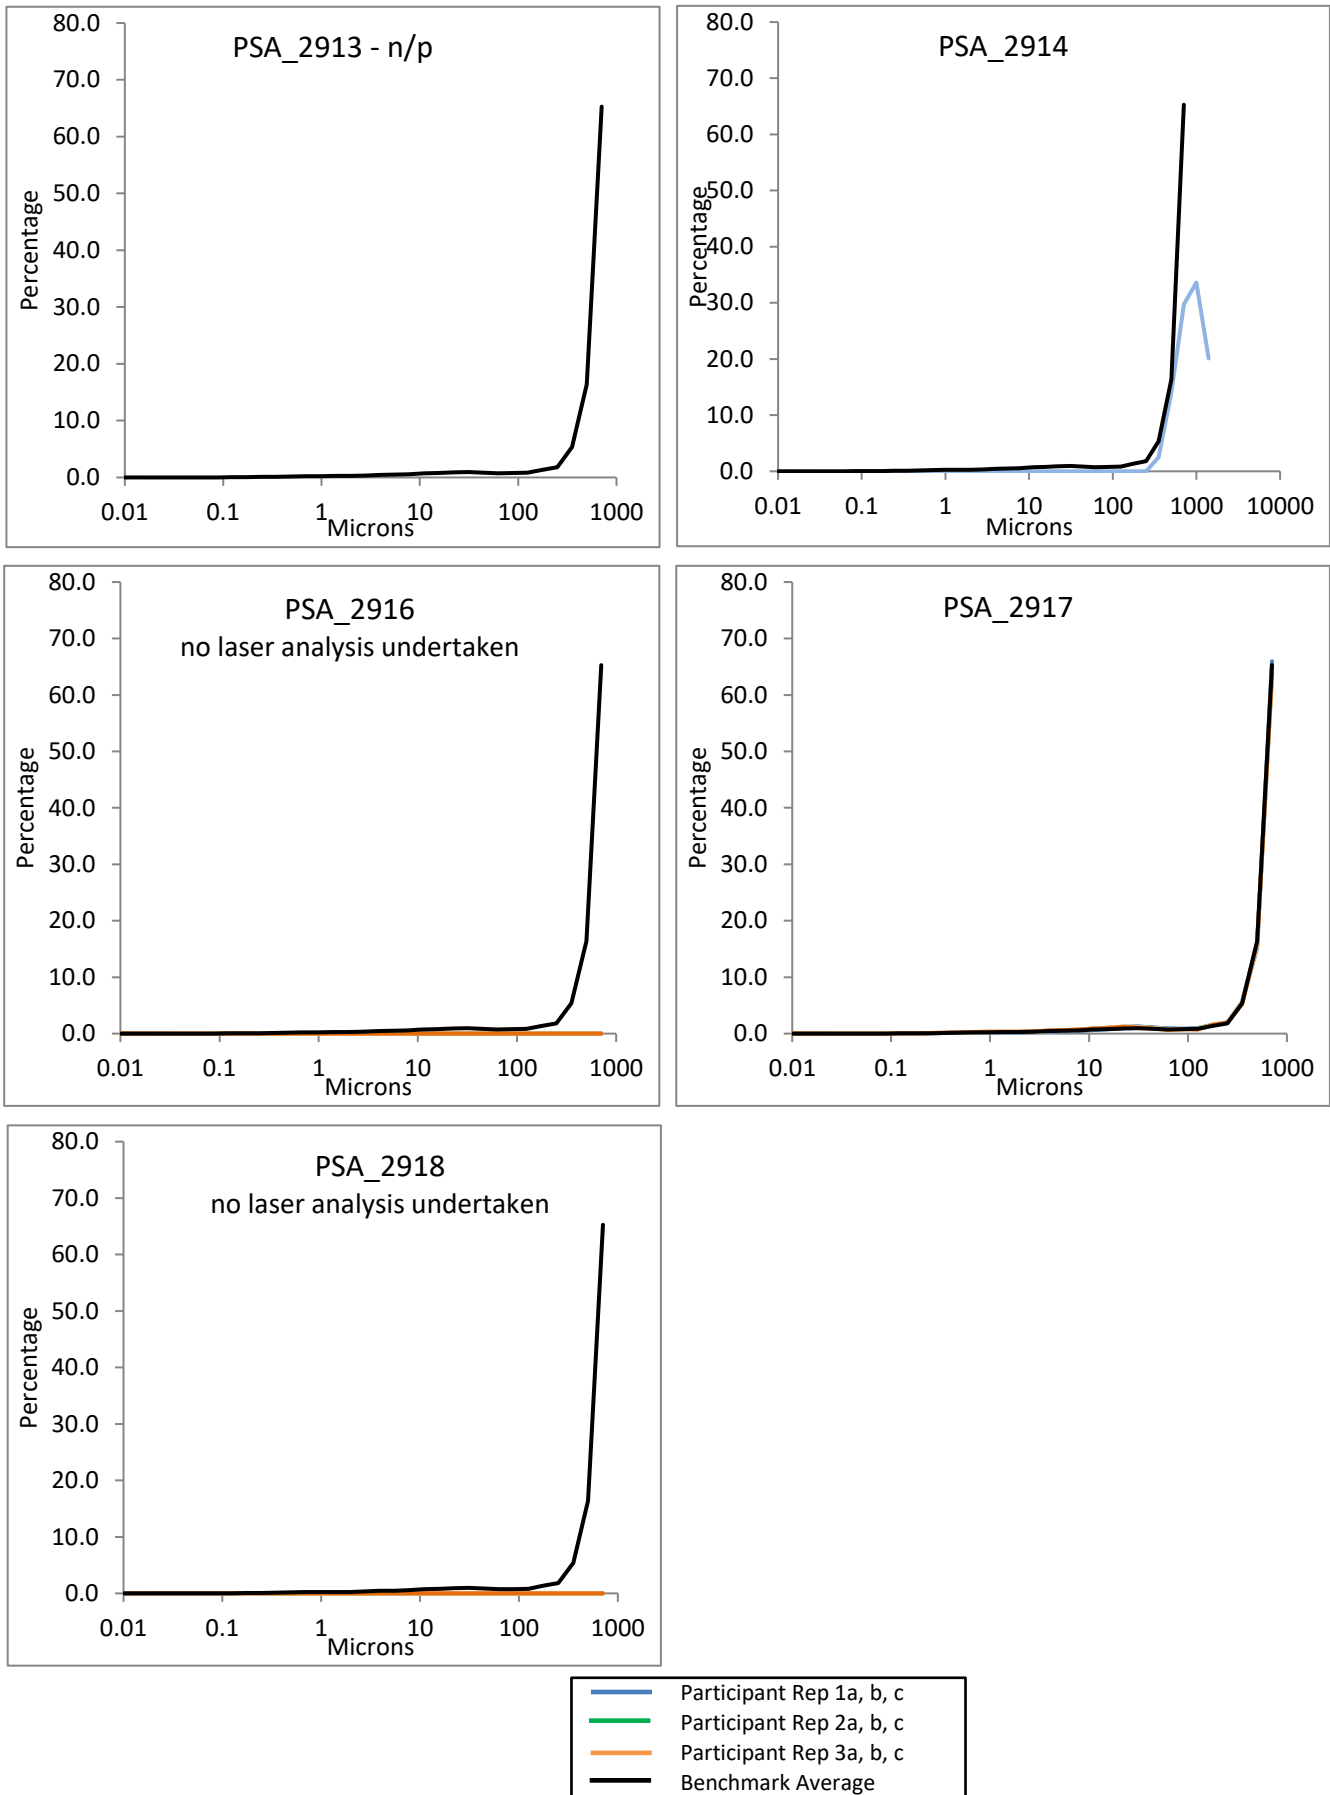 PSA_2913 - n/p
80.0
70.0
60.0
50.0
40.0
30.0
20.0
10.0
0.0
Percentage
0.01 0.1 1 10 100 1000
Microns
PSA_2914
80.0
70.0
60.0
50.0
40.0
30.0
20.0
10.0
0.0
Percentage
0.01 0.1 1 10 100 1000 10000
Microns
PSA_2916
no laser analysis undertaken
80.0
70.0
60.0
50.0
40.0
30.0
20.0
10.0
0.0
Percentage
0.01 0.1 1 10 100 1000
Microns
PSA_2917
80.0
70.0
60.0
50.0
40.0
30.0
20.0
10.0
0.0
Percentage
0.01 0.1 1 10 100 1000
Microns
PSA_2918
no laser analysis undertaken
80.0
70.0
60.0
50.0
40.0
30.0
20.0
10.0
0.0
Percentage
0.01 0.1 1 10 100 1000
Microns
Participant Rep 1a, b, c
Participant Rep 2a, b, c
Participant Rep 3a, b, c
Benchmark Average